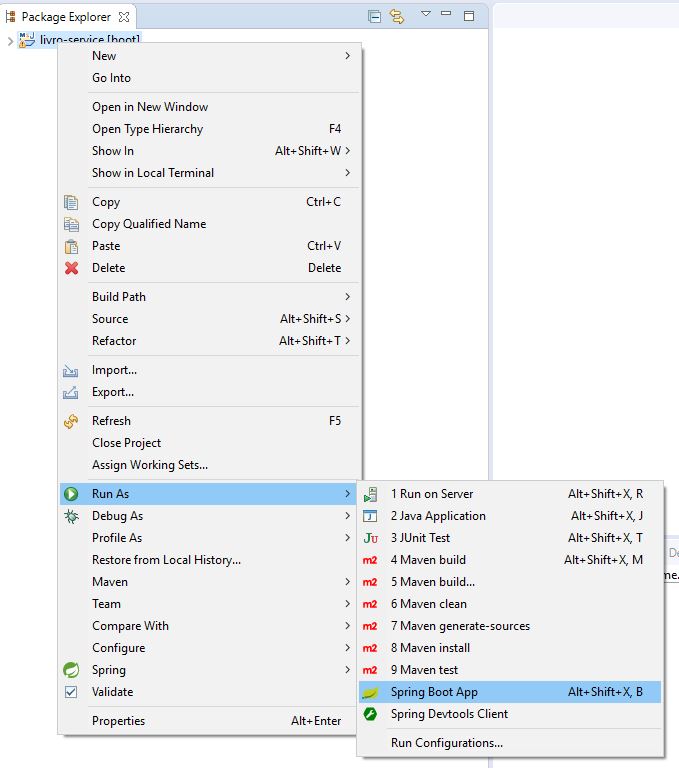 Package Explorer
livro-service [boot]
New
Go Into
Open in New Window
Open Type Hierarchy F4
Show In Alt+Shift+W
Show in Local Terminal
Copy Ctrl+C
Copy Qualified Name
Paste Ctrl+V
Delete Delete
Build Path
Source Alt+Shift+S
Refactor Alt+Shift+T
Import...
Export...
Refresh F5
Close Project
Assign Working Sets...
Run As
Debug As
Profile As
Restore from Local History...
Maven
Team
Compare With
Configure
Spring
Validate
Properties Alt+Enter
1 Run on Server Alt+Shift+X, R
2 Java Application Alt+Shift+X, J
Ju 3 JUnit Test Alt+Shift+X, T
m2 4 Maven build Alt+Shift+X, M
m2 5 Maven build...
m2 6 Maven clean
m2 7 Maven generate-sources
m2 8 Maven install
m2 9 Maven test
Spring Boot App Alt+Shift+X, B
Spring Devtools Client
Run Configurations...
De
me.